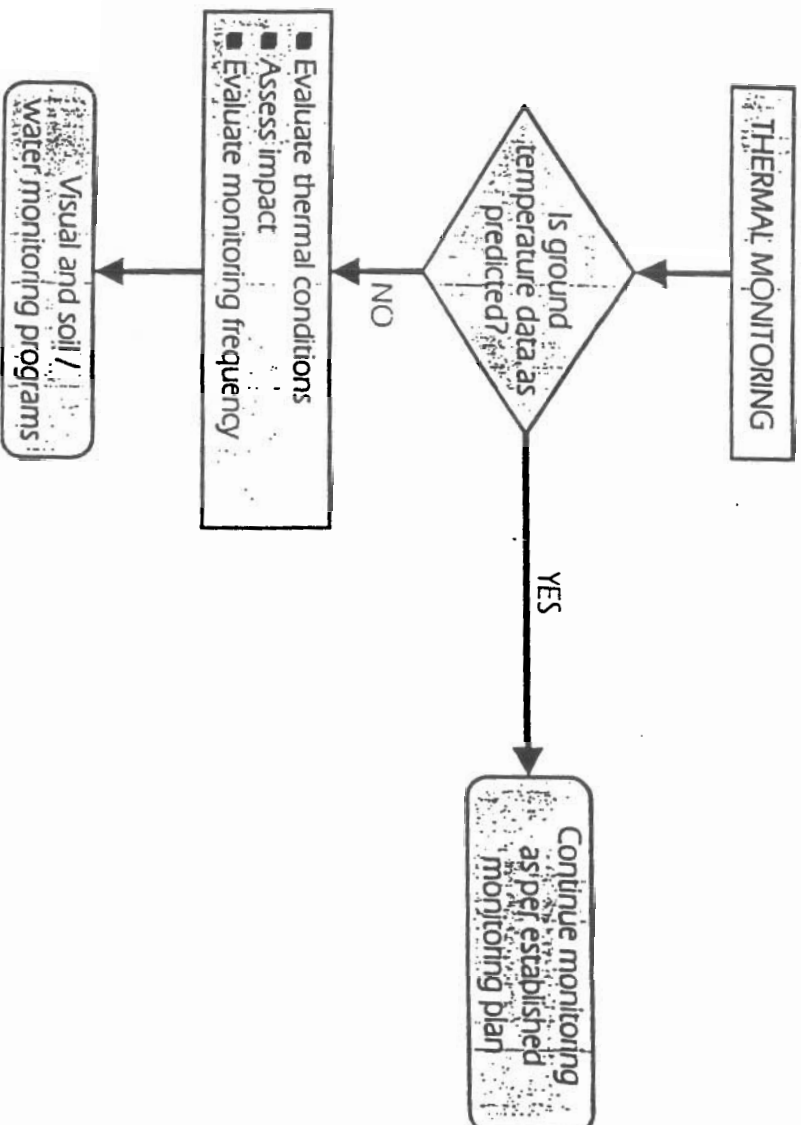 THERMAL MONITORING
Is ground
temperature data as
predicted?
YES
Continue monitoring
as per established
monitoring plan
NO
■ Evaluate thermal conditions
■ Assess impact
■ Evaluate monitoring frequency
Visual and soil /
water monitoring programs